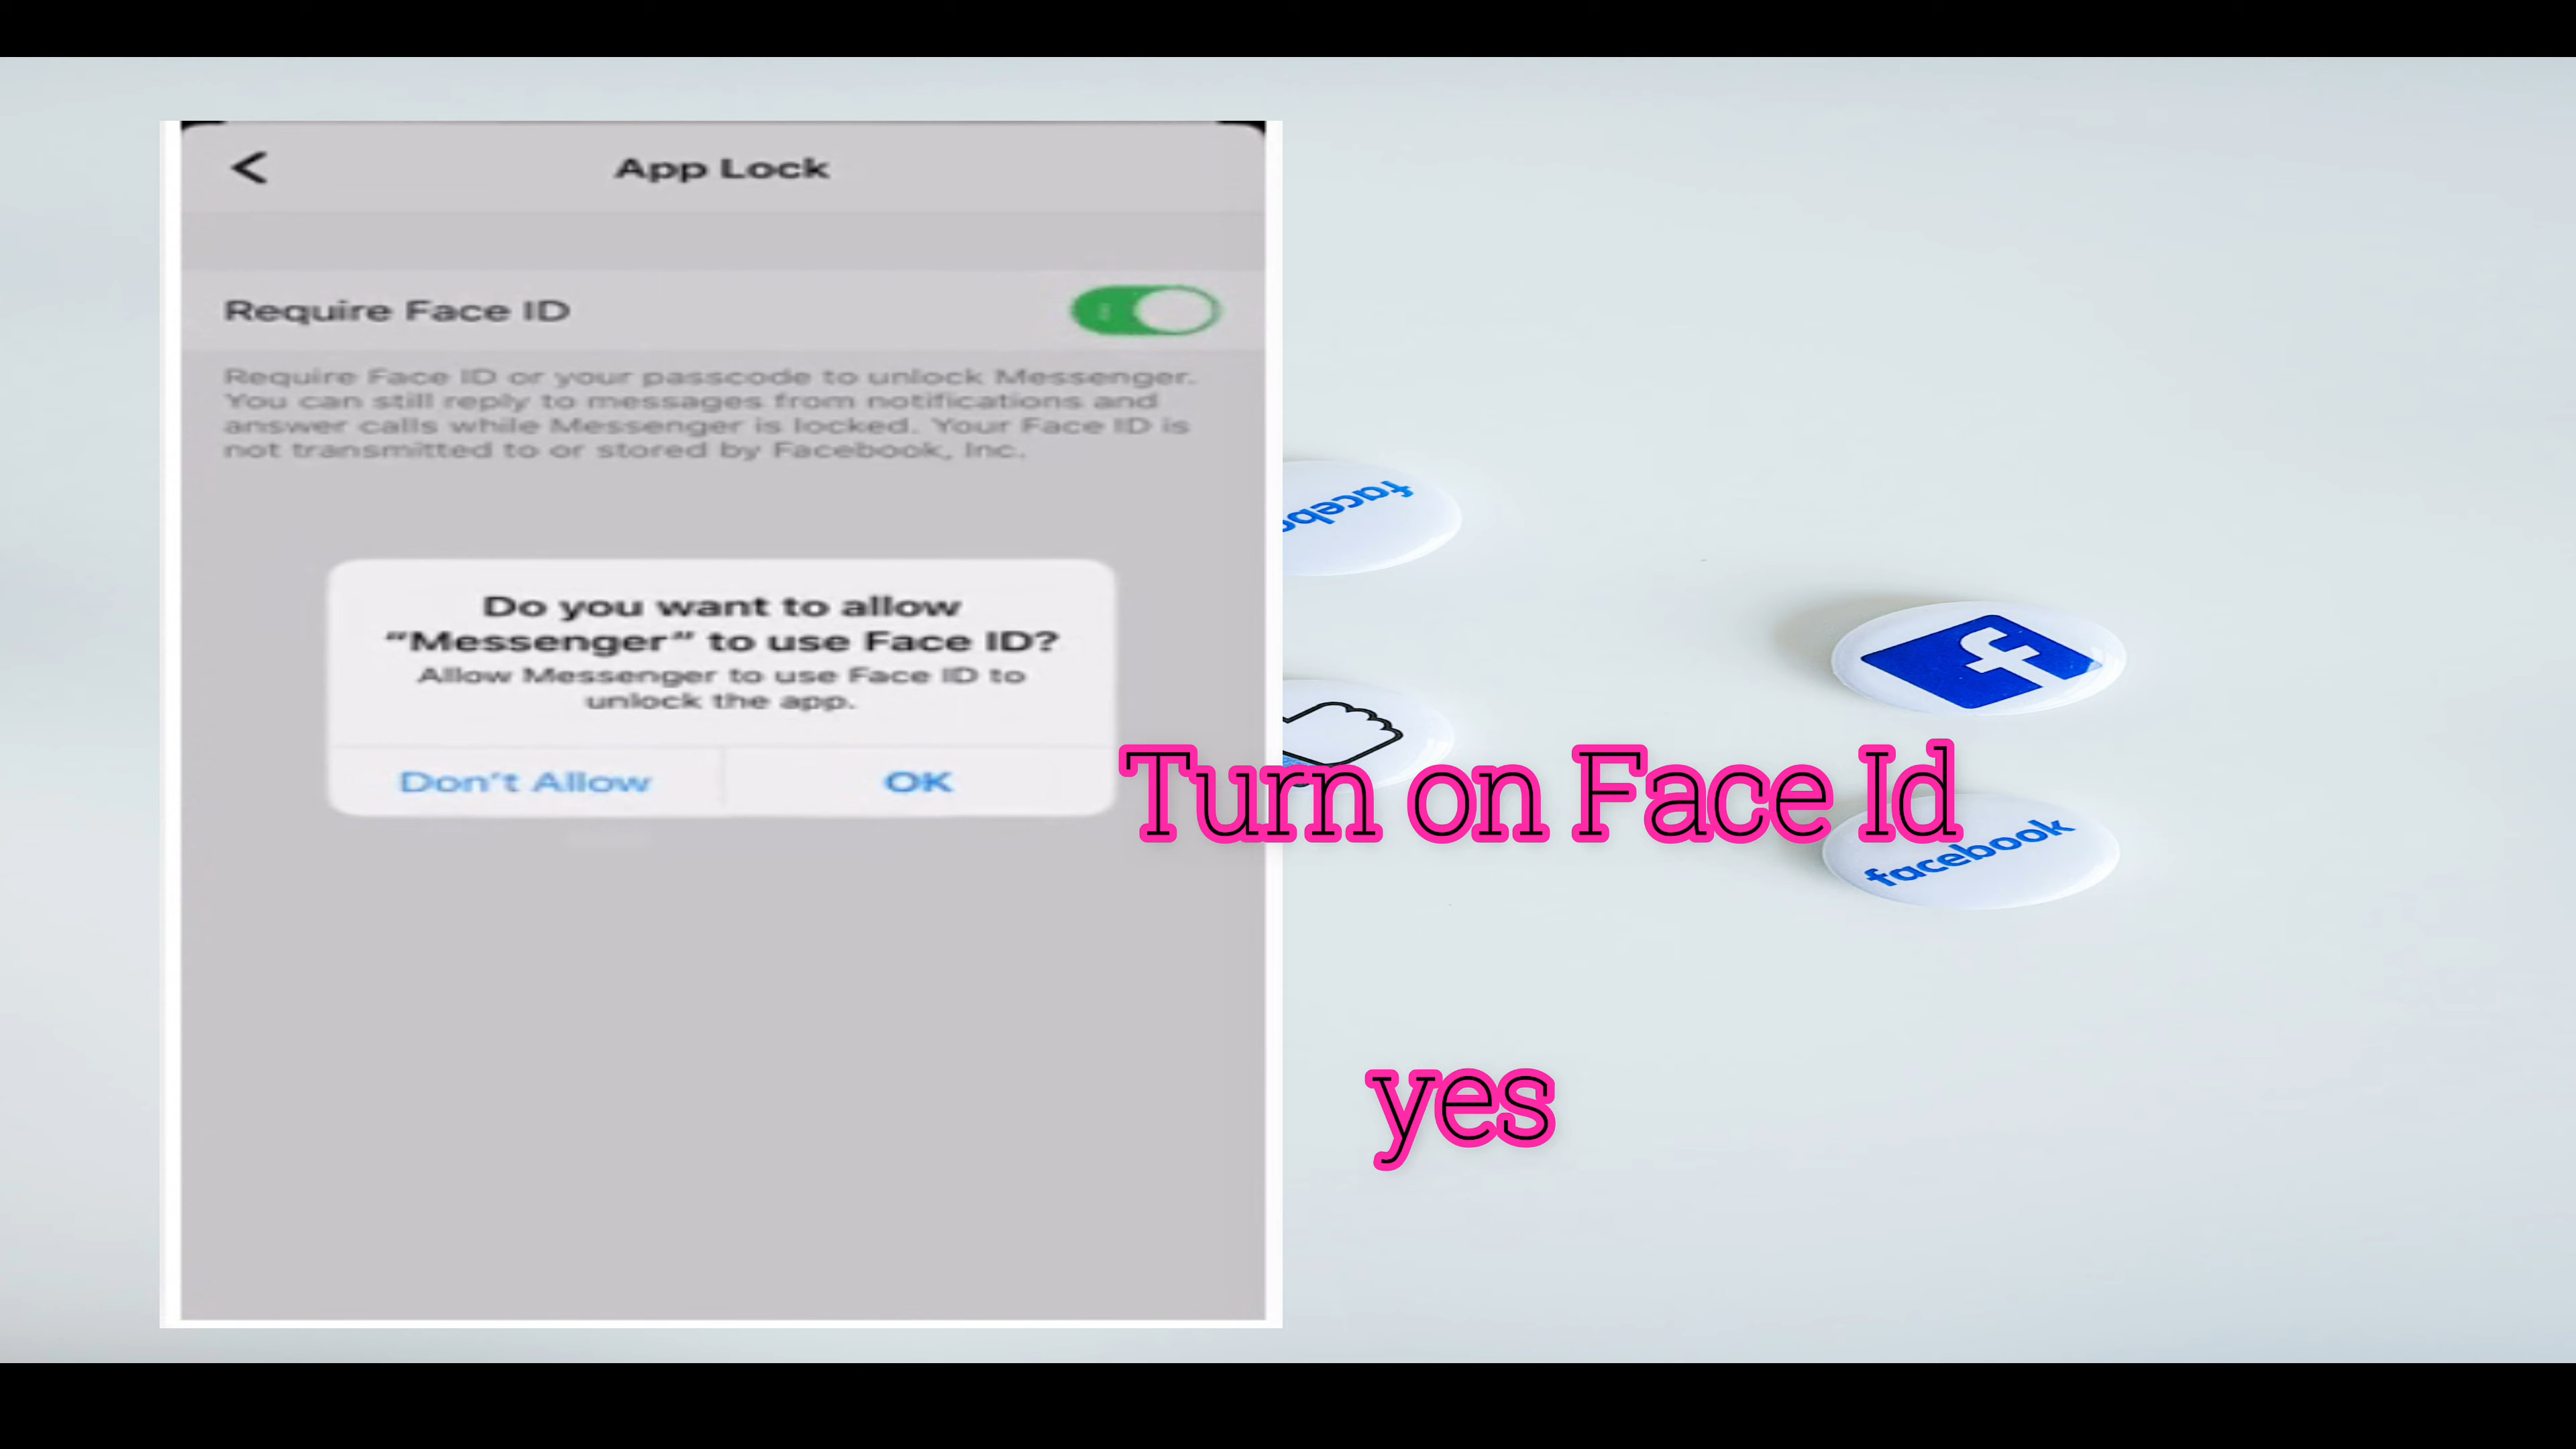 App Lock
Require Face ID
Require Face ID or your passcode to unlock Messenger.
You can still reply to messages from notifications and
answer calls while Messenger is locked. Your Face ID is
not transmitted to or stored by Facebook, Inc.
Do you want to allow
“Messenger” to use Face ID?
Allow Messenger to use Face ID to
unlock the app.
Don't Allow
OK
faceb
f
Turn on Face Id
facebook
yes